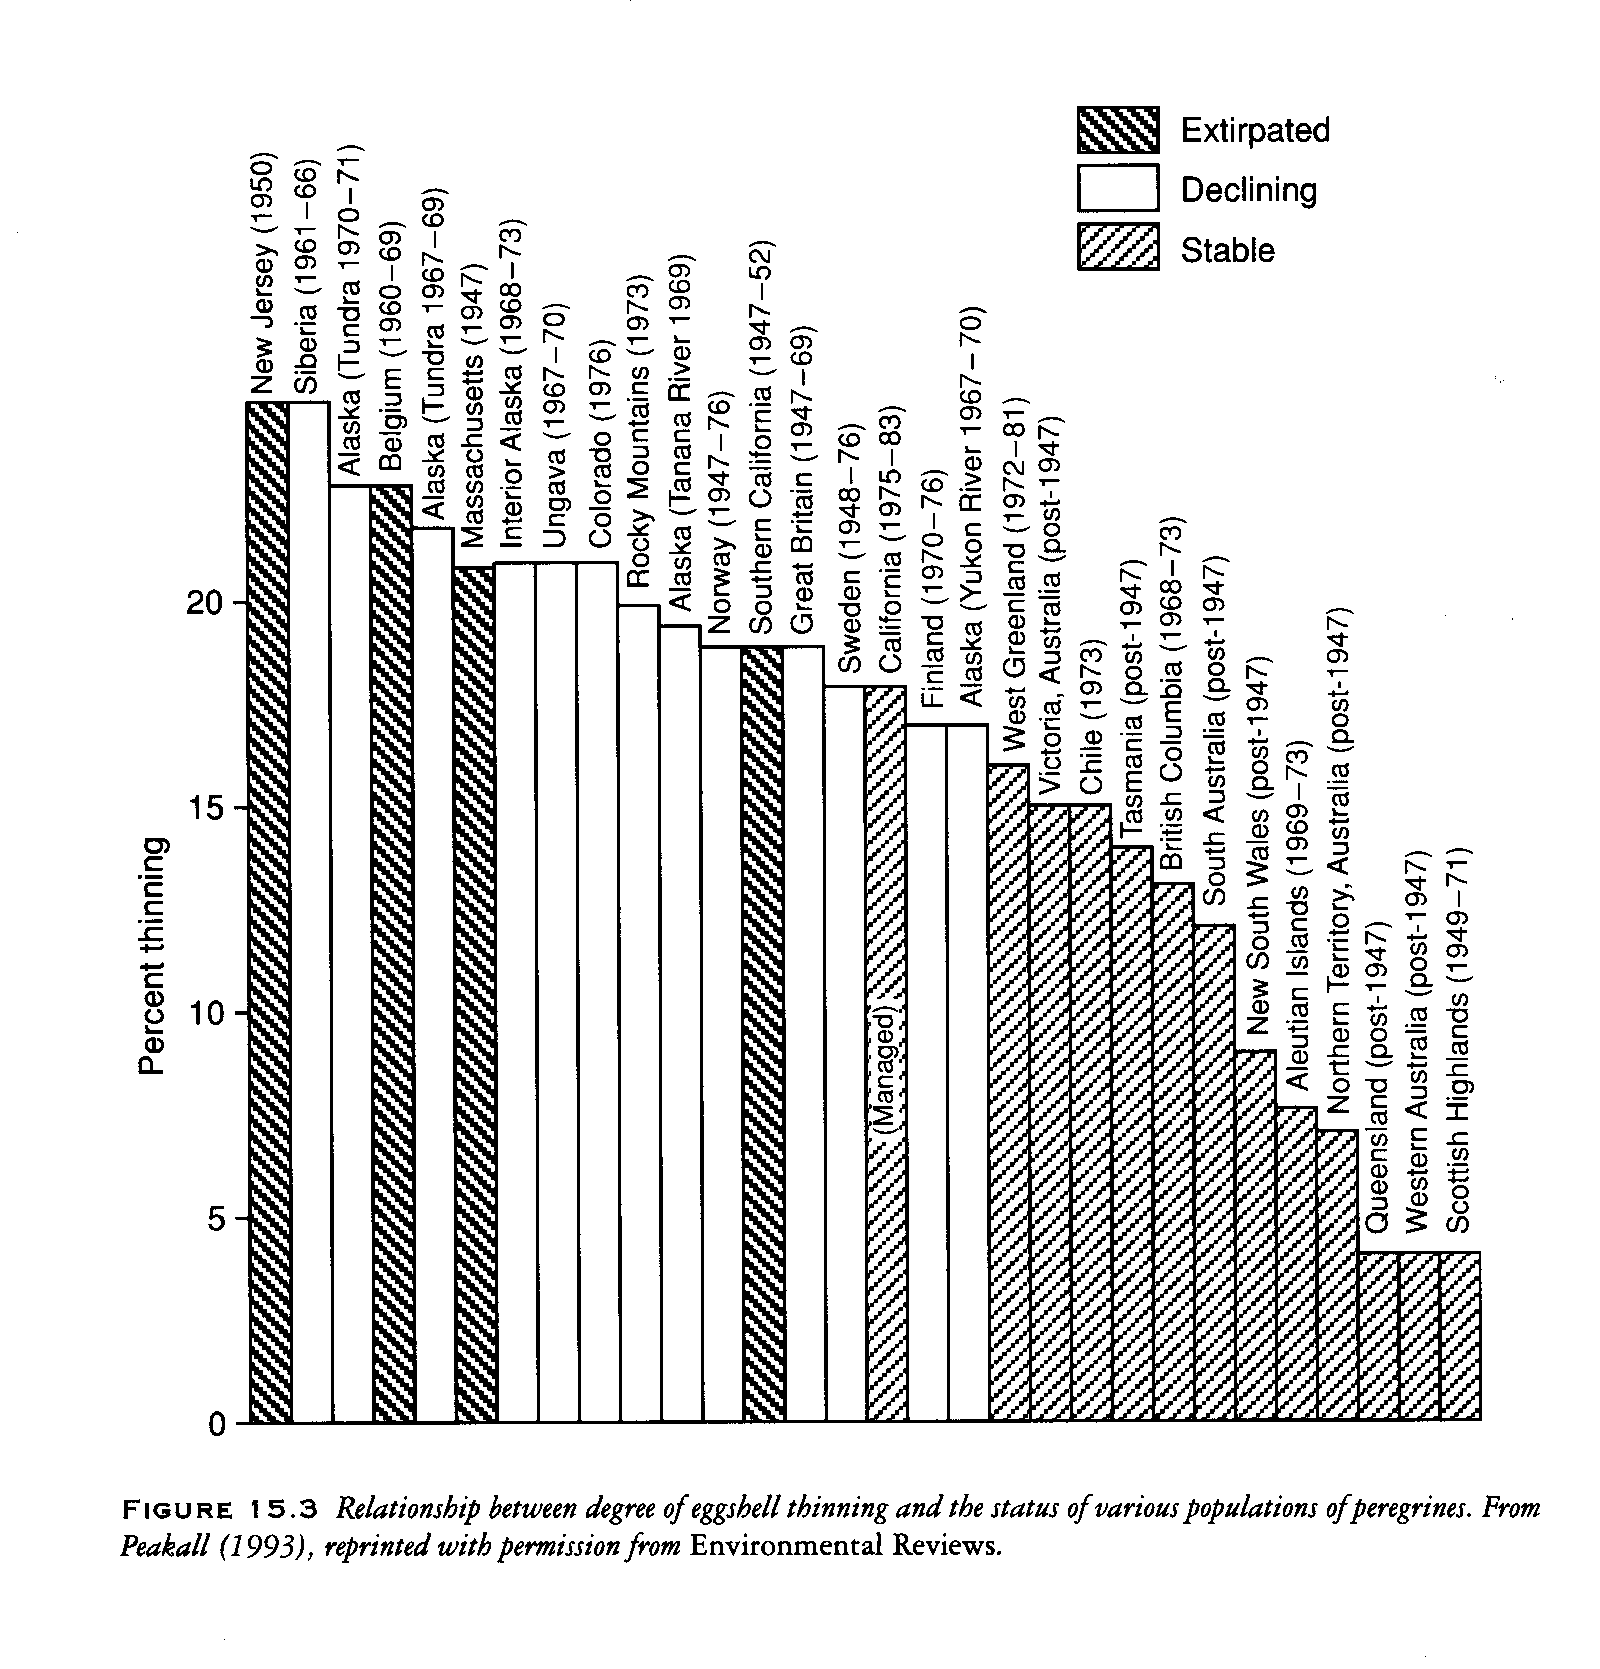 Extirpated
Declining
Stable
New Jersey (1950)
Siberia (1961–66)
Alaska (Tundra 1970–71)
Belgium (1960–69)
Alaska (Tundra 1967–69)
Massachusetts (1947)
Interior Alaska (1968–73)
Ungava (1967–70)
Colorado (1976)
Rocky Mountains (1973)
Alaska (Tanana River 1969)
Norway (1947–76)
Southern California (1947–52)
Great Britain (1947–69)
Sweden (1948–76)
California (1975–83)
(Managed)
Finland (1970–76)
Alaska (Yukon River 1967–70)
West Greenland (1972–81)
Victoria, Australia (post-1947)
Chile (1973)
Tasmania (post-1947)
British Columbia (1968–73)
South Australia (post-1947)
New South Wales (post-1947)
Aleutian Islands (1969–73)
Northern Territory, Australia (post-1947)
Queensland (post-1947)
Western Australia (post-1947)
Scottish Highlands (1949–71)
Percent thinning
20
15
10
5
0
FIGURE 15.3 Relationship between degree of eggshell thinning and the status of various populations of peregrines. From
Peakall (1993), reprinted with permission from Environmental Reviews.